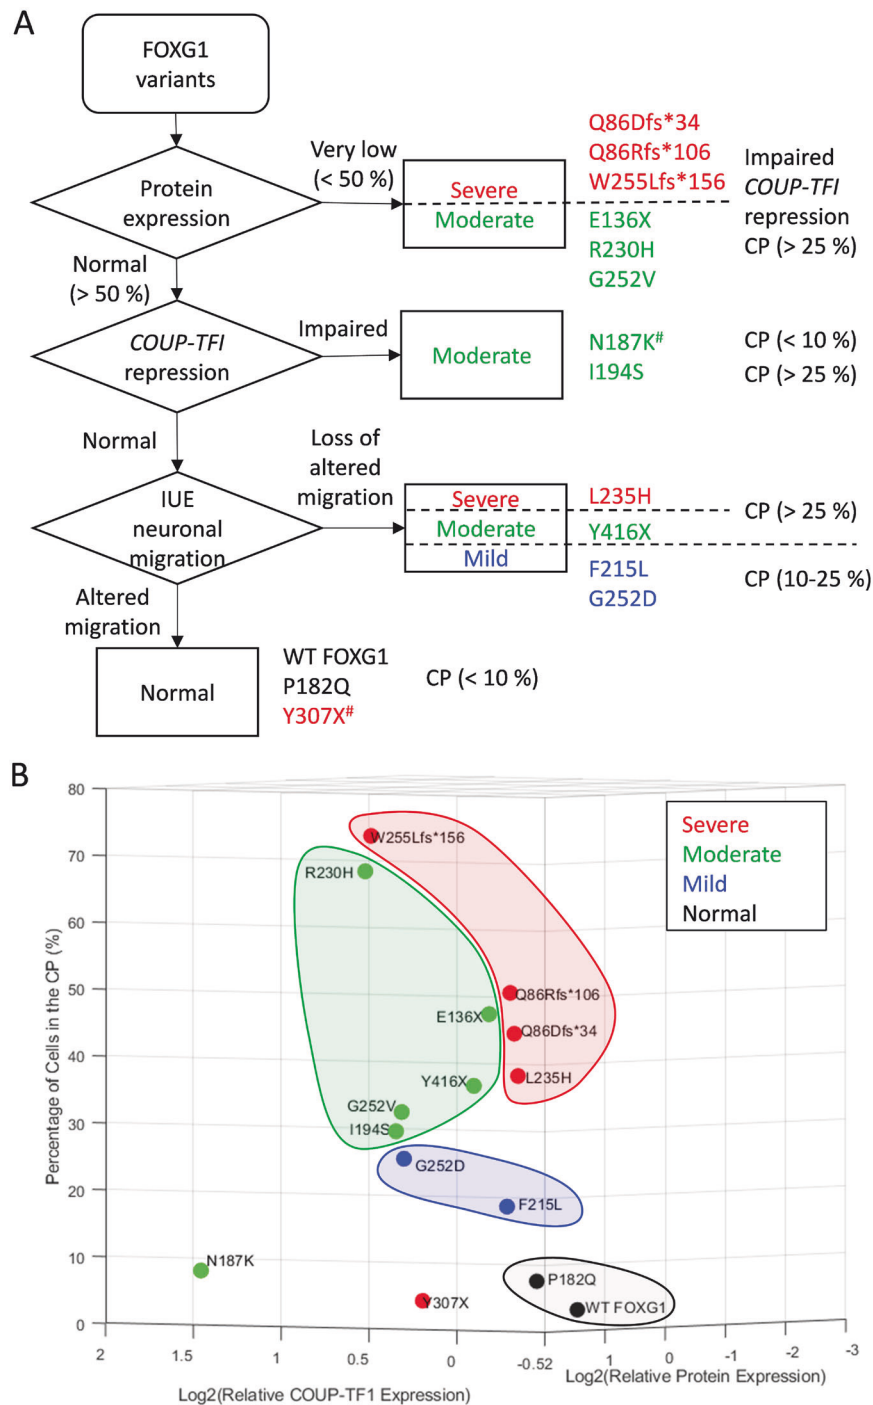 A
FOXG1
variants
Protein
expression
Very low
(< 50 %)
Severe
Moderate
Q86Dfs*34
Q86Rfs*106
W255Lfs*156
E136X
R230H
G252V
Impaired
COUP-TFI
repression
CP (> 25 %)
Normal
(> 50 %)
COUP-TFI
repression
Impaired
Moderate
N187K#
I194S
CP (< 10 %)
CP (> 25 %)
Normal
IUE
neuronal
migration
Loss of
altered
migration
Severe
Moderate
Mild
L235H
Y416X
F215L
G252D
CP (> 25 %)
CP (10-25 %)
Altered
migration
Normal
WT FOXG1
P182Q
Y307X#
CP (< 10 %)
B
Percentage of Cells in the CP (%)
80
70
60
50
40
30
20
10
0
Severe
Moderate
Mild
Normal
W255Lfs*156
R230H
Q86Rfs*106
E136X
Q86Dfs*34
Y416X
L235H
G252V
I194S
G252D
F215L
N187K
P182Q
Y307X
WT FOXG1
2
1.5
1
0.5
0
-0.52
1
0
-1
-2
-3
Log2(Relative COUP-TF1 Expression)
Log2(Relative Protein Expression)